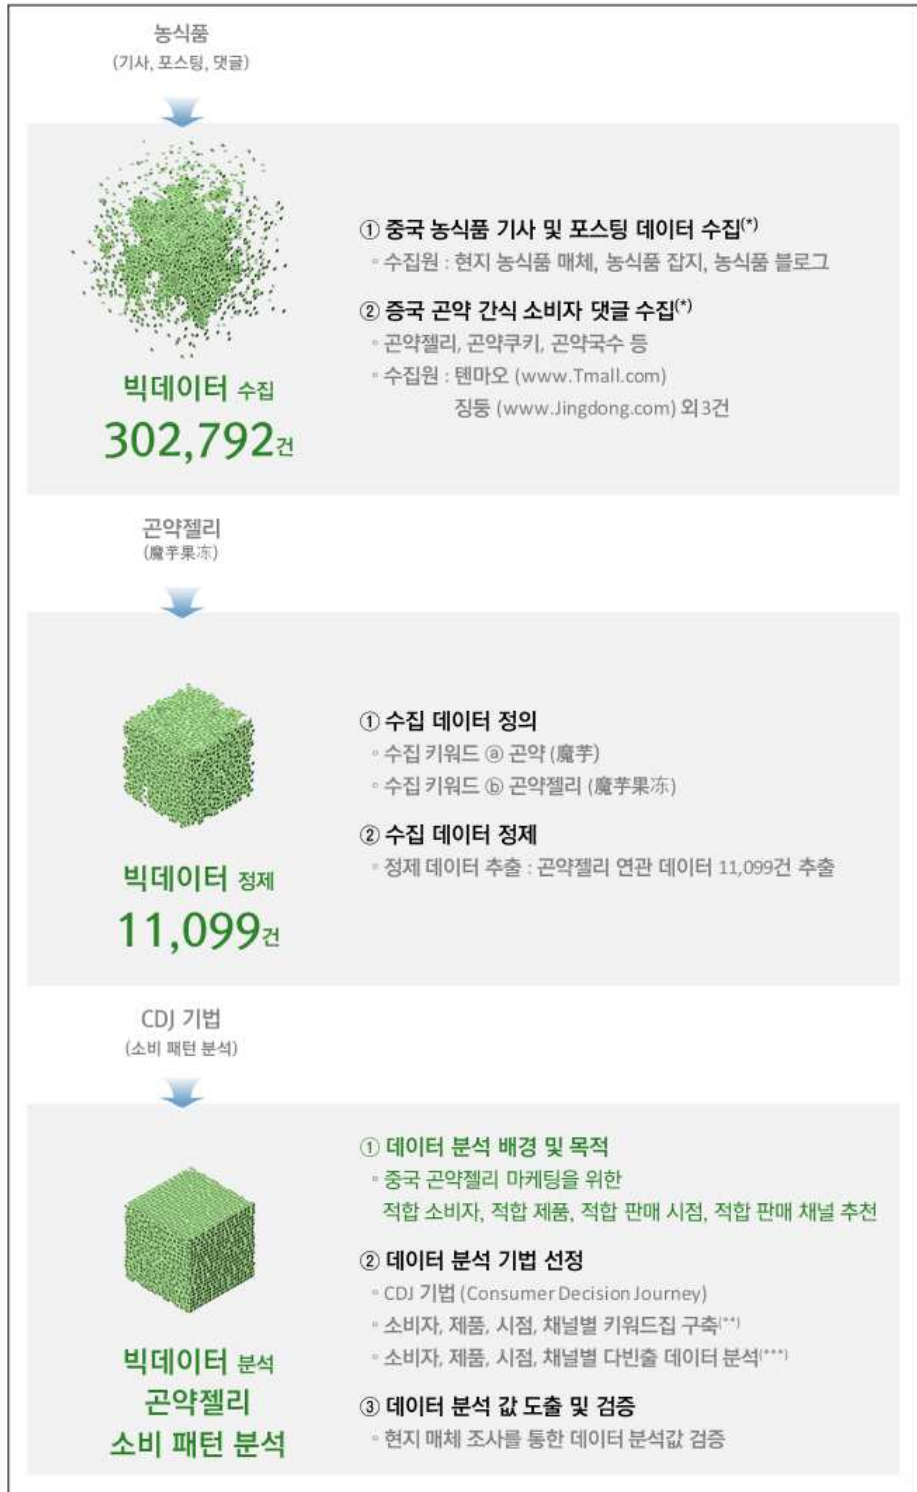 농식품
(기사, 포스팅, 댓글)
① 중국 농식품 기사 및 포스팅 데이터 수집(*)
▫ 수집원 : 현지 농식품 매체, 농식품 잡지, 농식품 블로그
② 증국 곤약 간식 소비자 댓글 수집(*)
▫ 곤약젤리, 곤약쿠키, 곤약국수 등
▫ 수집원 : 텐마오 (www.Tmall.com)
징둥 (www.Jingdong.com) 외 3건
빅데이터 수집
302,792건
곤약젤리
(魔芋果冻)
① 수집 데이터 정의
▫ 수집 키워드 ⓐ 곤약 (魔芋)
▫ 수집 키워드 ⓑ 곤약젤리 (魔芋果冻)
② 수집 데이터 정제
▫ 정제 데이터 추출 : 곤약젤리 연관 데이터 11,099건 추출
빅데이터 정제
11,099건
CDJ 기법
(소비 패턴 분석)
① 데이터 분석 배경 및 목적
▫ 중국 곤약젤리 마케팅을 위한
적합 소비자, 적합 제품, 적합 판매 시점, 적합 판매 채널 추천
② 데이터 분석 기법 선정
▫ CDJ 기법 (Consumer Decision Journey)
▫ 소비자, 제품, 시점, 채널별 키워드집 구축(**)
▫ 소비자, 제품, 시점, 채널별 다빈출 데이터 분석(***)
③ 데이터 분석 값 도출 및 검증
▫ 현지 매체 조사를 통한 데이터 분석값 검증
빅데이터 분석
곤약젤리
소비 패턴 분석